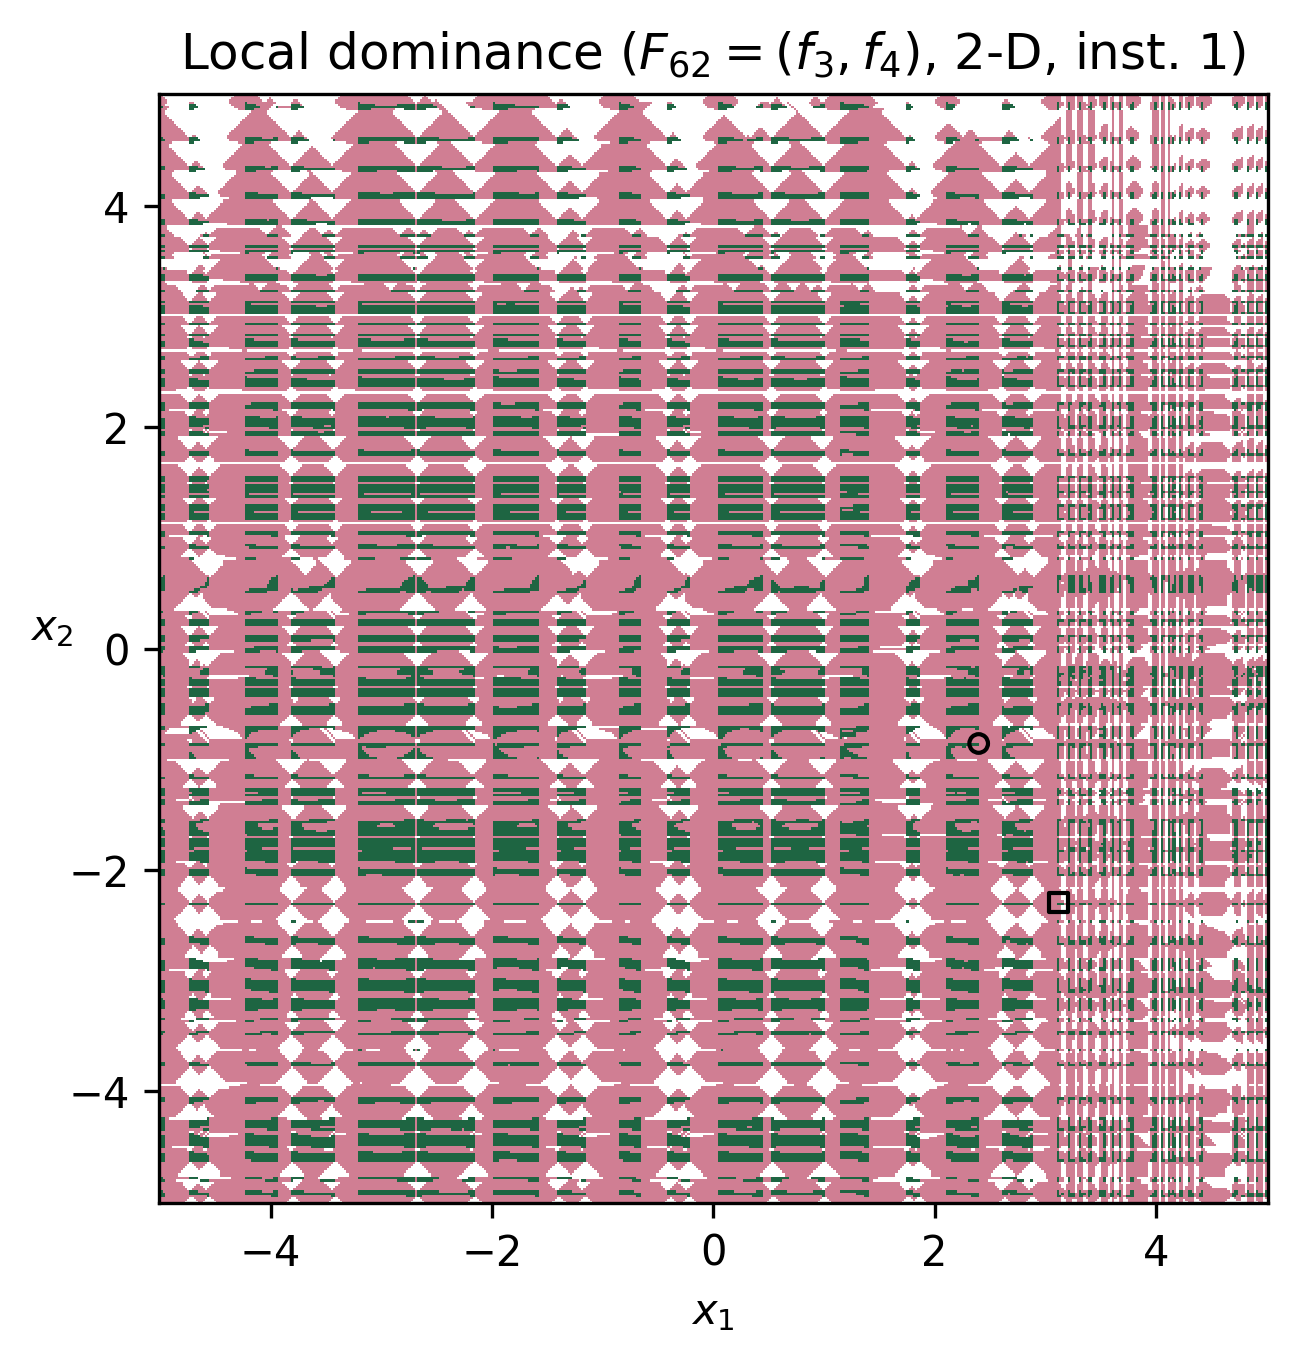 Local dominance (F₆₂ = (f₃, f₄), 2-D, inst. 1)
4
2
x₂
0
−2
−4
−4 −2 0 2 4
x₁